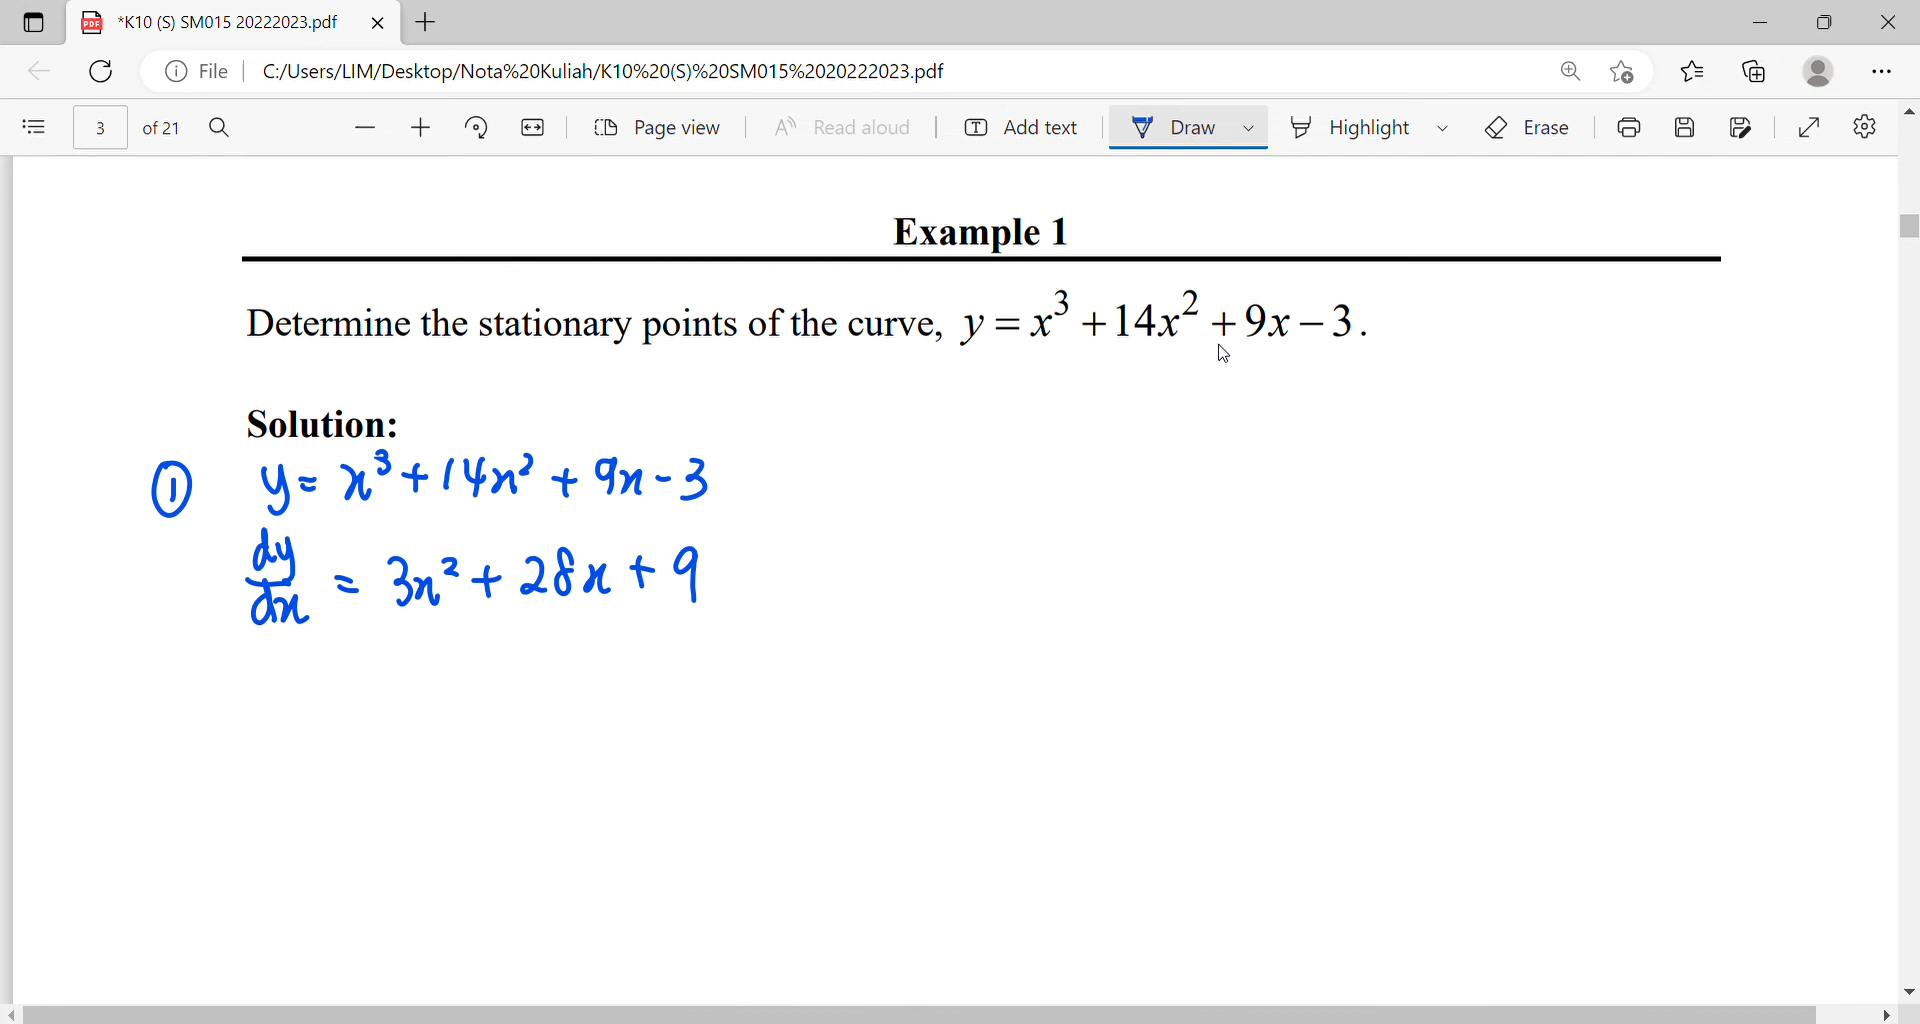 *K10 (S) SM015 20222023.pdf
File C:/Users/LIM/Desktop/Nota%20Kuliah/K10%20(S)%20SM015%2020222023.pdf
3 of 21 Page view Read aloud Add text Draw Highlight Erase
Example 1
Determine the stationary points of the curve, y = x³ + 14x² + 9x − 3.
Solution:
① y = x³ + 14x² + 9x - 3
dy/dx = 3x² + 28x + 9